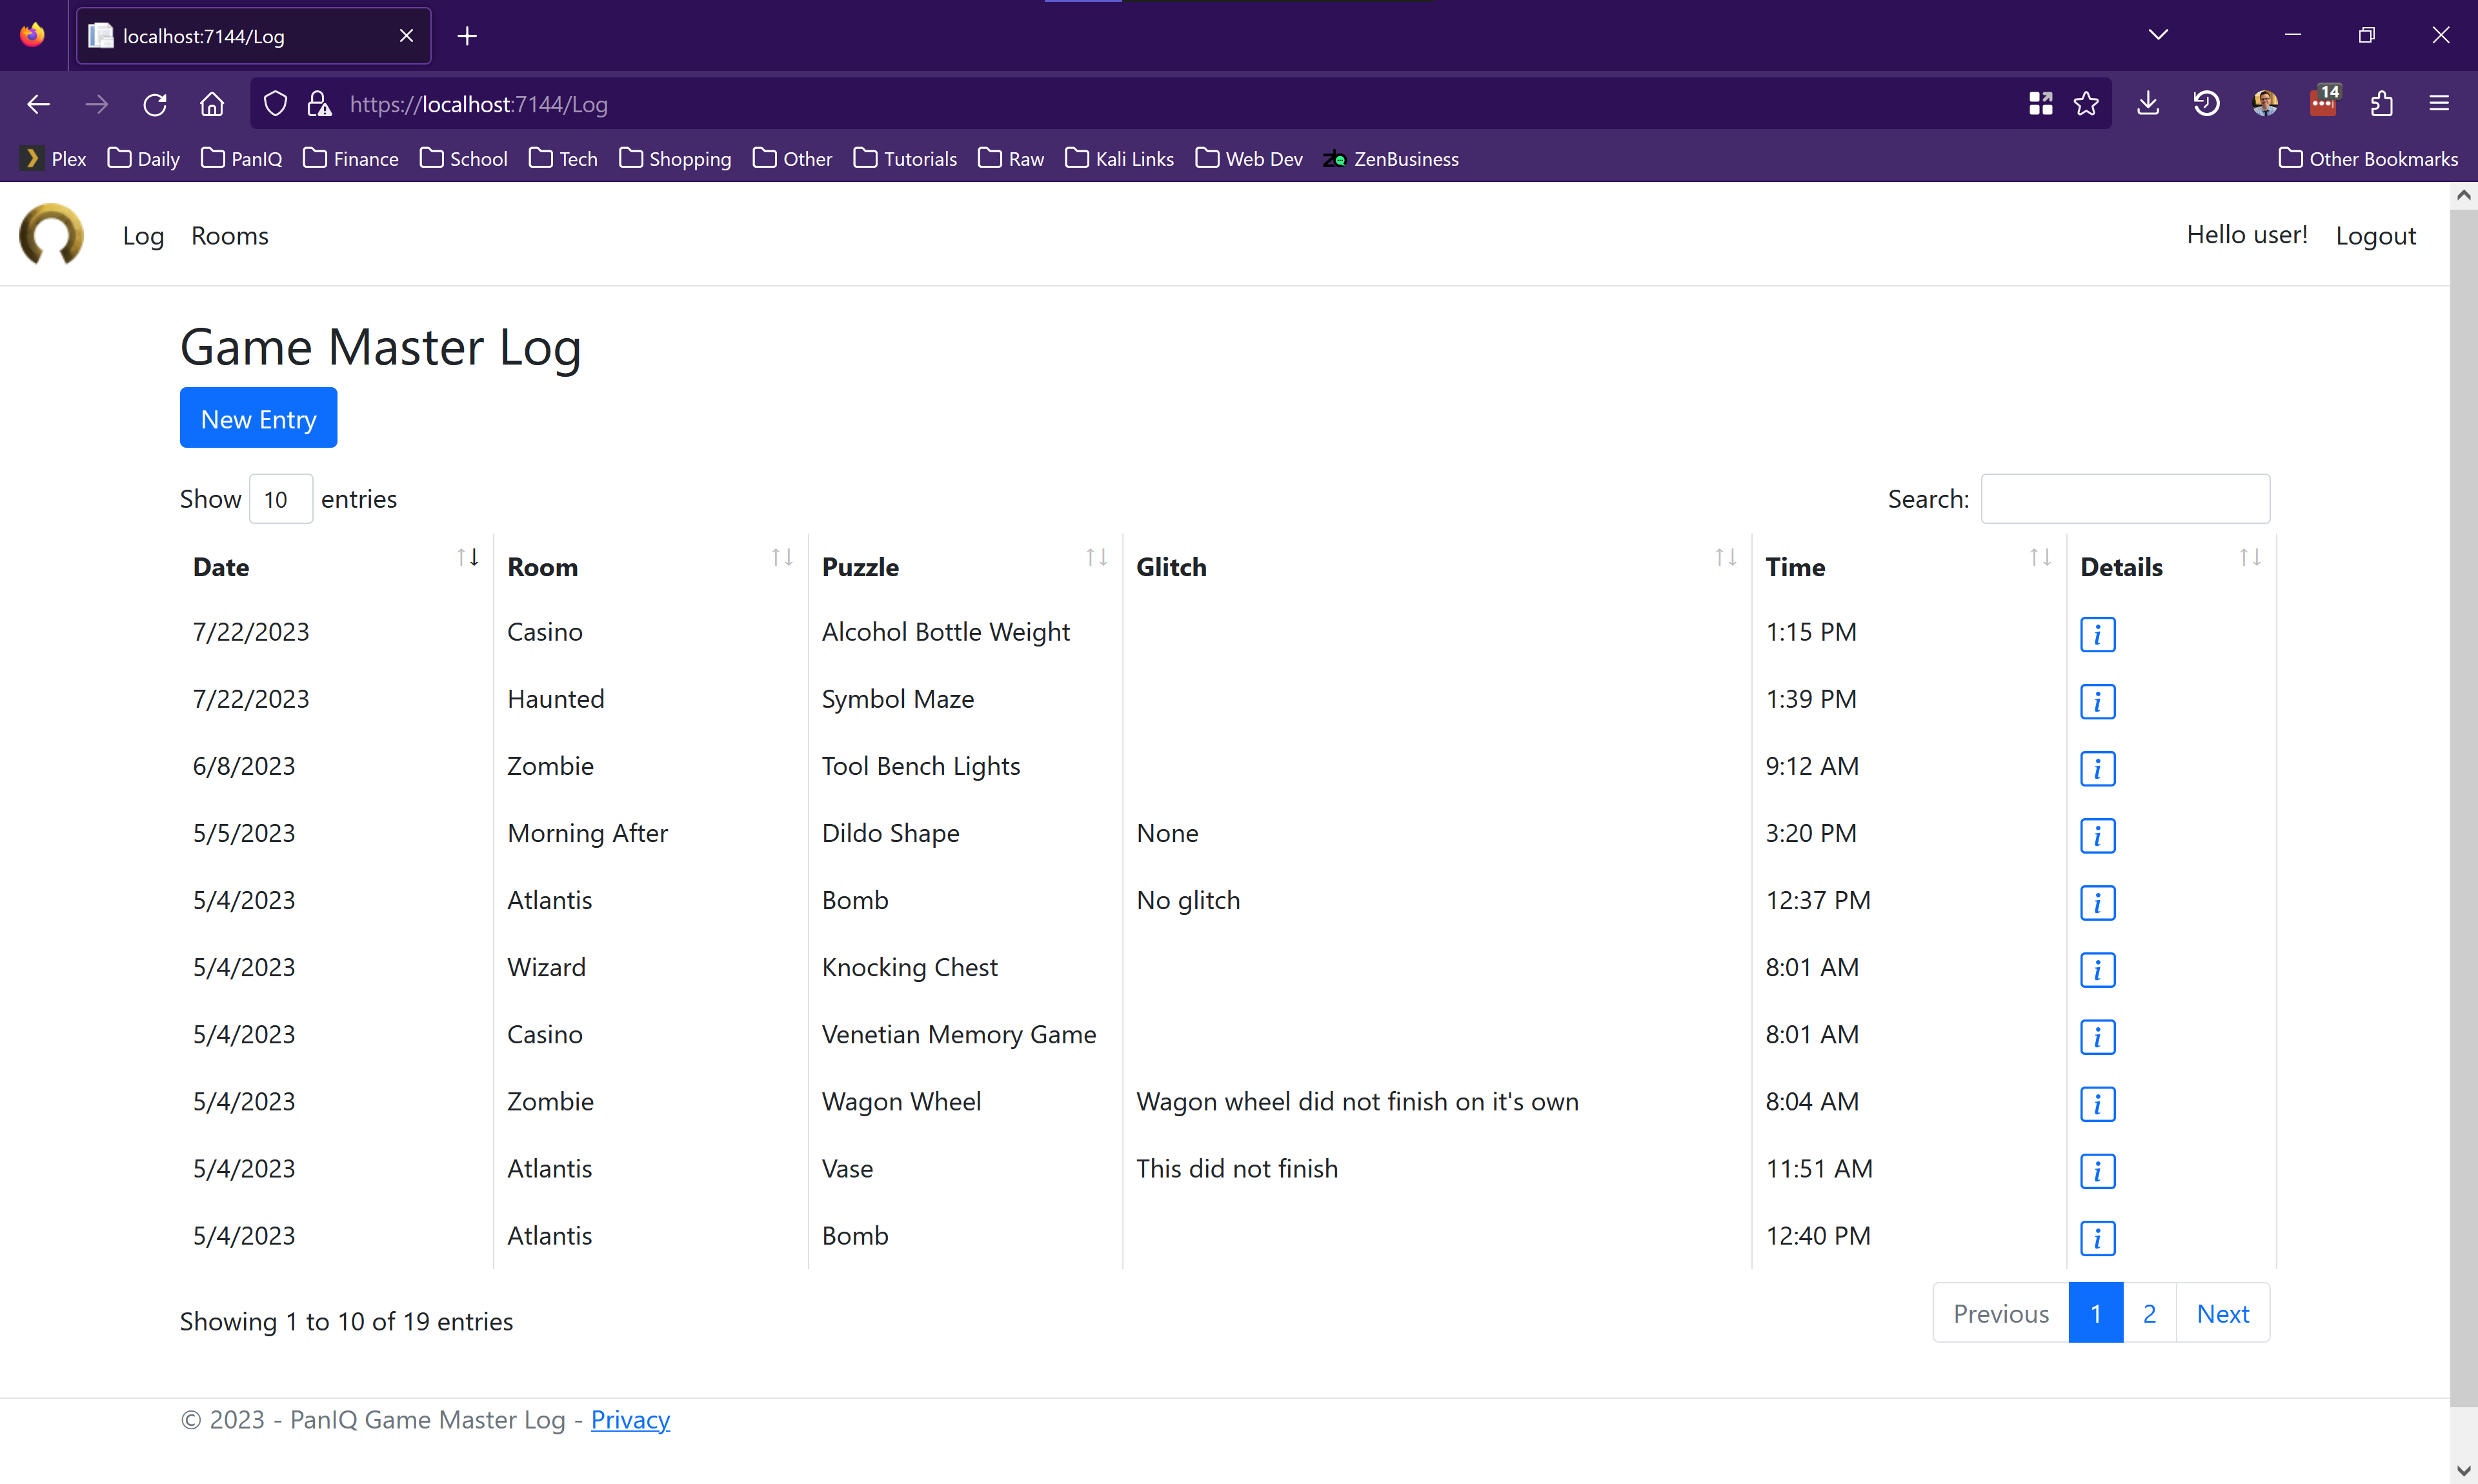 localhost:7144/Log
https://localhost:7144/Log
14
Plex Daily PanIQ Finance School Tech Shopping Other Tutorials Raw Kali Links Web Dev ZenBusiness Other Bookmarks
Log Rooms Hello user! Logout
Game Master Log
New Entry
Show 10 entries Search:
Date Room Puzzle Glitch Time Details
7/22/2023 Casino Alcohol Bottle Weight 1:15 PM i
7/22/2023 Haunted Symbol Maze 1:39 PM i
6/8/2023 Zombie Tool Bench Lights 9:12 AM i
5/5/2023 Morning After Dildo Shape None 3:20 PM i
5/4/2023 Atlantis Bomb No glitch 12:37 PM i
5/4/2023 Wizard Knocking Chest 8:01 AM i
5/4/2023 Casino Venetian Memory Game 8:01 AM i
5/4/2023 Zombie Wagon Wheel Wagon wheel did not finish on it's own 8:04 AM i
5/4/2023 Atlantis Vase This did not finish 11:51 AM i
5/4/2023 Atlantis Bomb 12:40 PM i
Showing 1 to 10 of 19 entries Previous 1 2 Next
© 2023 - PanIQ Game Master Log - Privacy